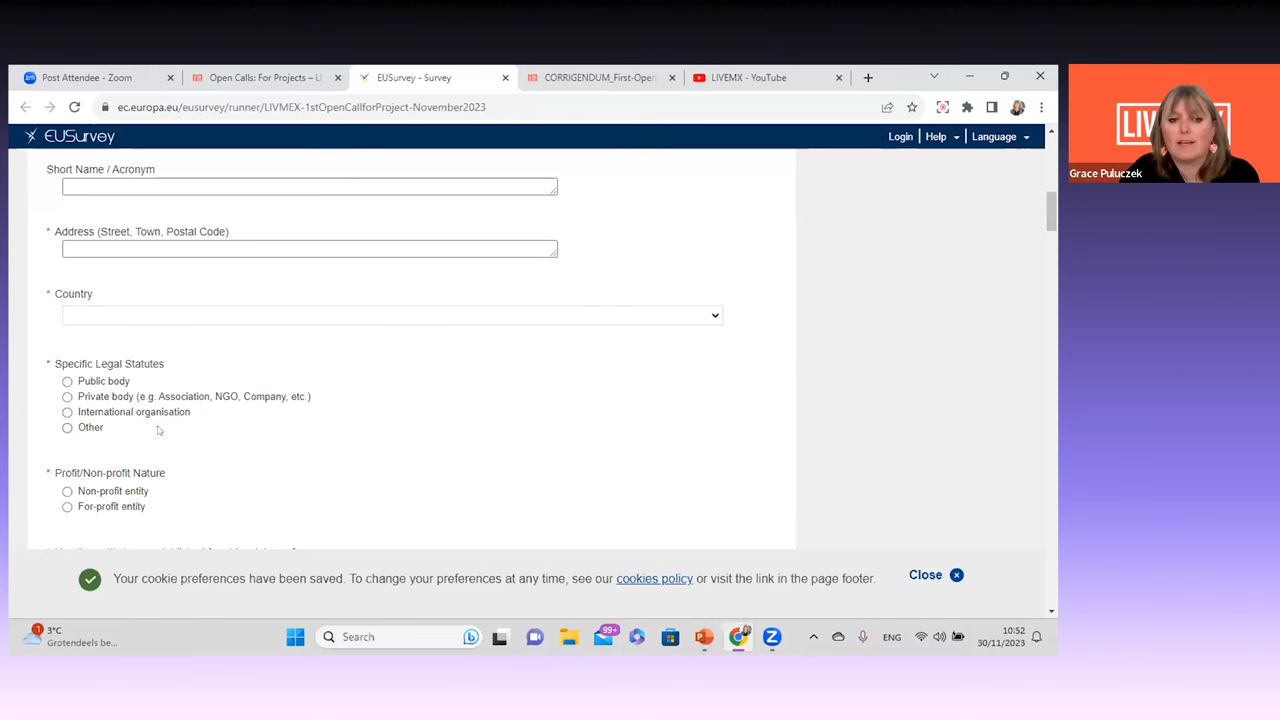 Post Attendee - Zoom
Open Calls: For Projects – LI
EUSurvey - Survey
CORRIGENDUM_First-Open
LIVEMX - YouTube
ec.europa.eu/eusurvey/runner/LIVMEX-1stOpenCallforProject-November2023
EUSurvey
Login
Help
Language
Short Name / Acronym
* Address (Street, Town, Postal Code)
* Country
* Specific Legal Statutes
Public body
Private body (e.g. Association, NGO, Company, etc.)
International organisation
Other
* Profit/Non-profit Nature
Non-profit entity
For-profit entity
Your cookie preferences have been saved. To change your preferences at any time, see our cookies policy or visit the link in the page footer.
Close
1
3°C
Grotendeels be...
Search
99+
ENG
10:52
30/11/2023
Grace Puluczek